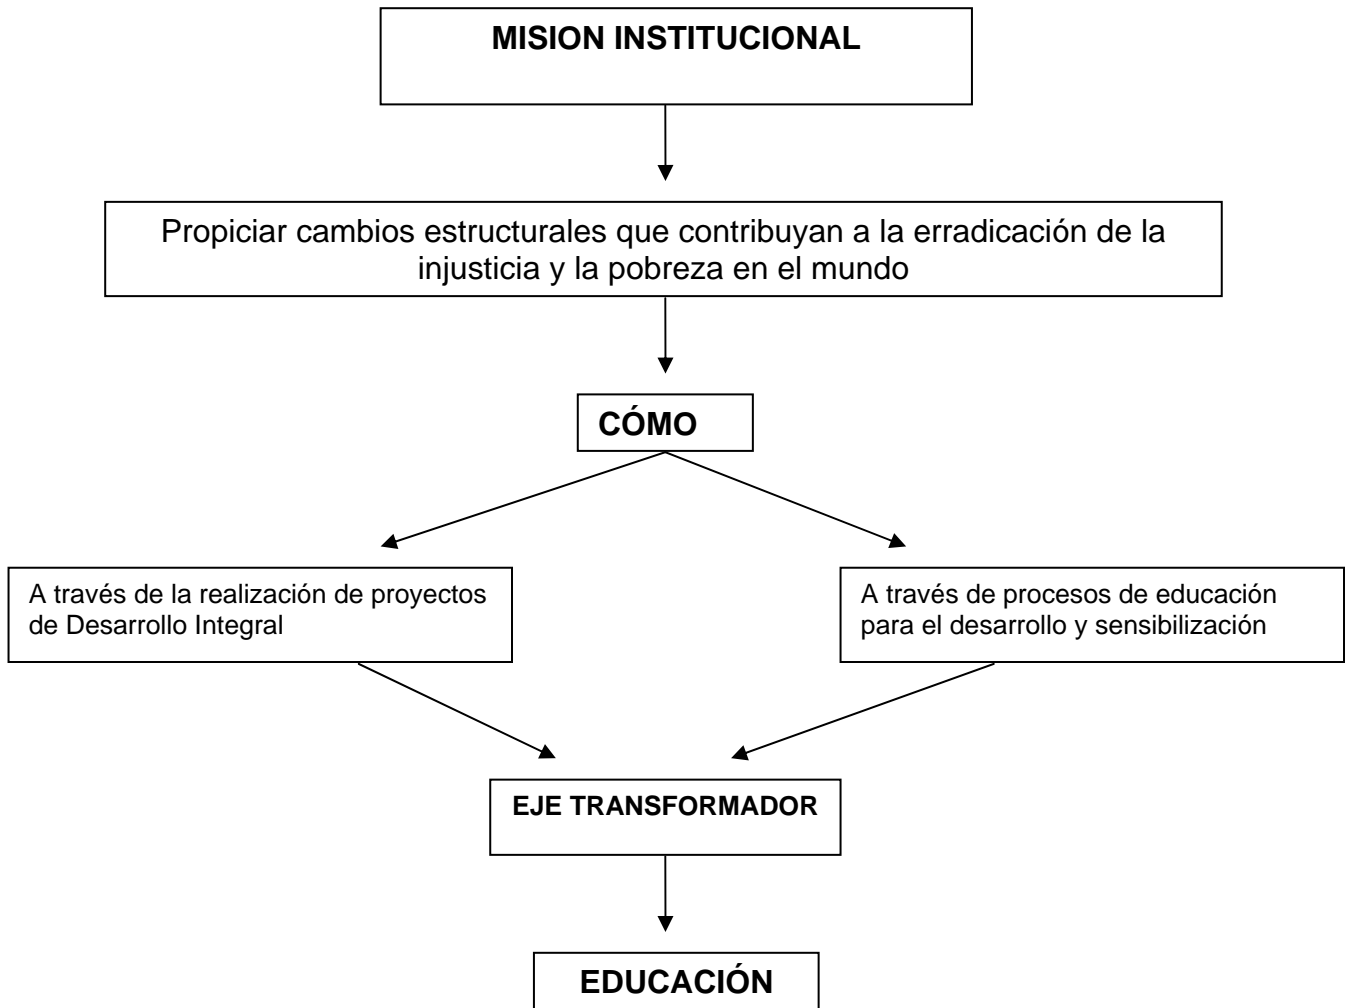 MISION INSTITUCIONAL
Propiciar cambios estructurales que contribuyan a la erradicación de la
injusticia y la pobreza en el mundo
CÓMO
A través de la realización de proyectos
de Desarrollo Integral
A través de procesos de educación
para el desarrollo y sensibilización
EJE TRANSFORMADOR
EDUCACIÓN